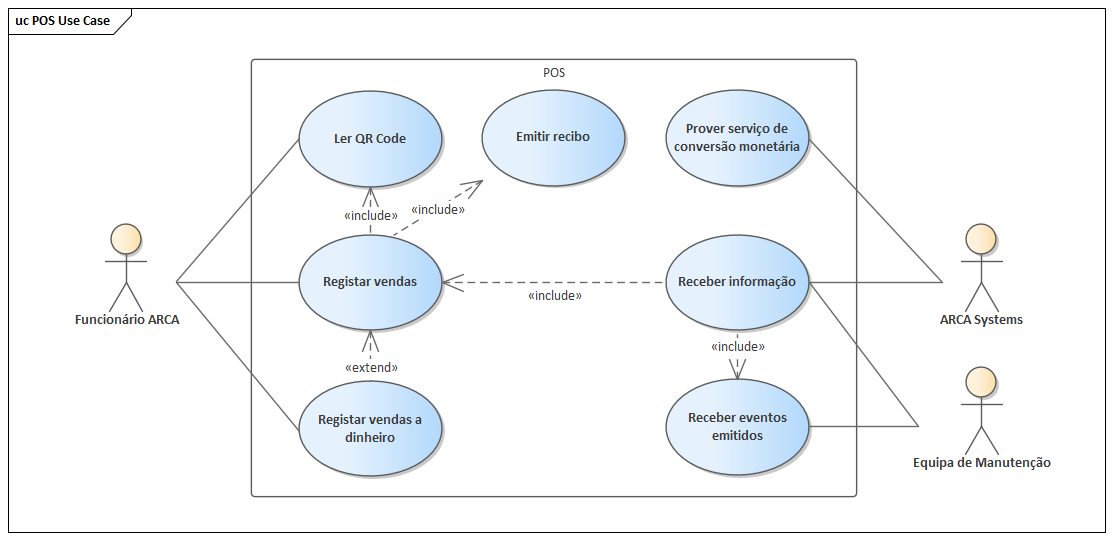 uc POS Use Case
POS
Ler QR Code
Emitir recibo
Prover serviço de
conversão monetária
«include»
«include»
Registar vendas
Receber informação
«include»
Funcionário ARCA
ARCA Systems
«include»
«extend»
Registar vendas a
dinheiro
Receber eventos
emitidos
Equipa de Manutenção